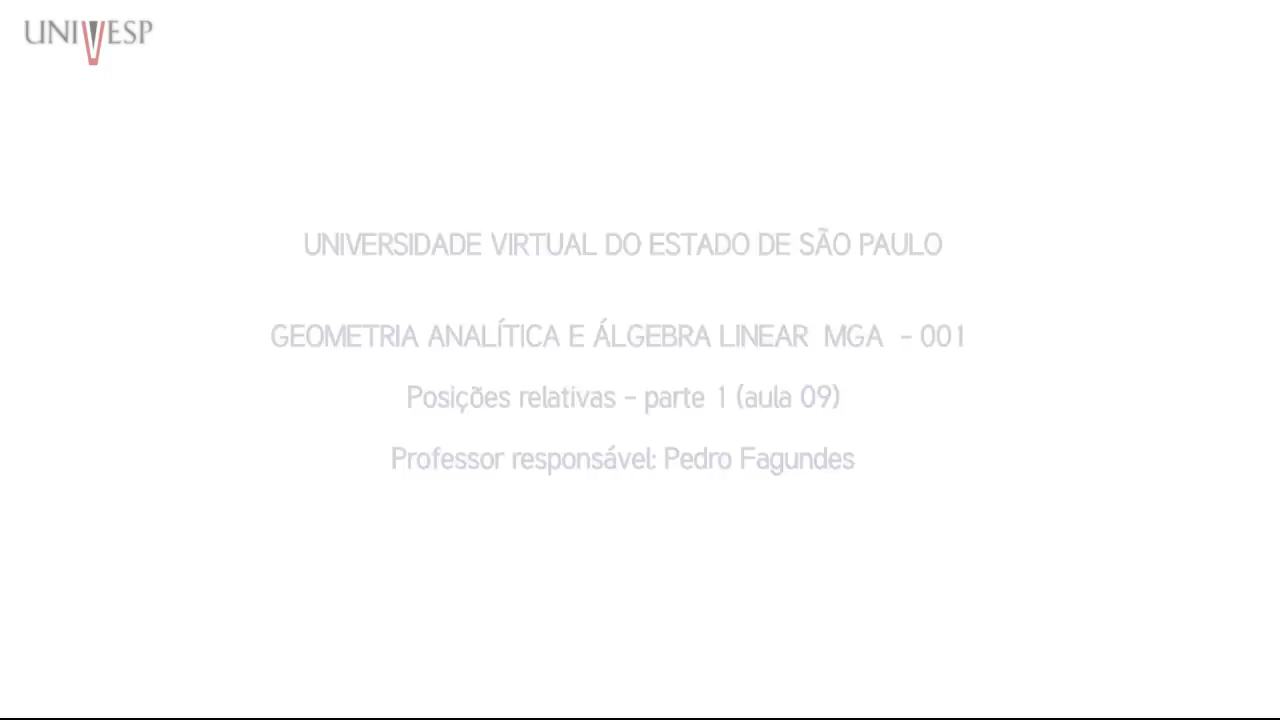 UNIVESP
UNIVERSIDADE VIRTUAL DO ESTADO DE SÃO PAULO
GEOMETRIA ANALÍTICA E ÁLGEBRA LINEAR MGA - 001
Posições relativas - parte 1 (aula 09)
Professor responsável: Pedro Fagundes